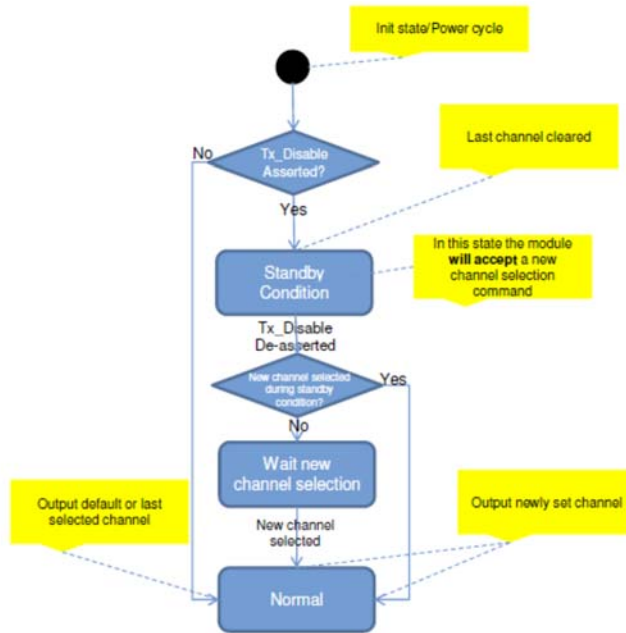 Init state/Power cycle
Last channel cleared
No
Tx_Disable
Asserted?
Yes
In this state the module
will accept a new
channel selection
command
Standby
Condition
Tx_Disable
De-asserted
New channel selected
during standby
condition?
Yes
No
Wait new
channel selection
Output default or last
selected channel
Output newly set channel
New channel
selected
Normal